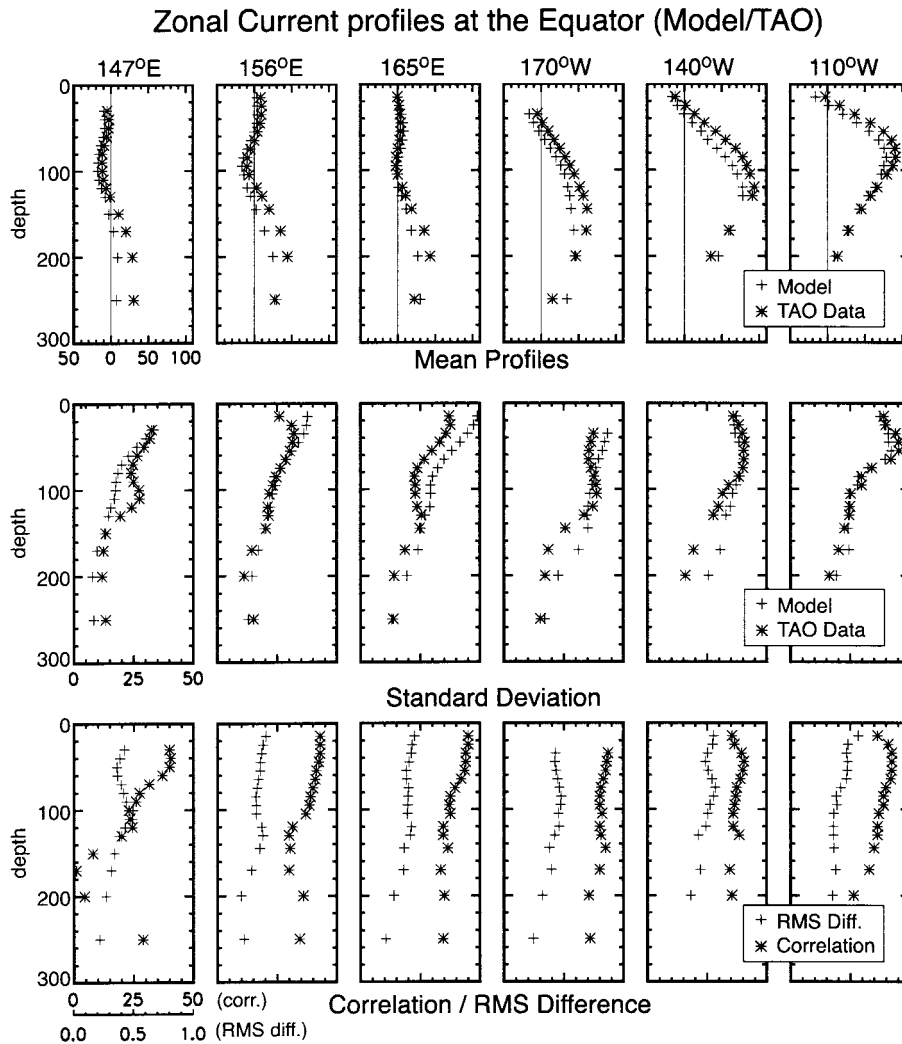 Zonal Current profiles at the Equator (Model/TAO)
147°E 156°E 165°E 170°W 140°W 110°W
0
100
200
300
depth
50 0 50 100
+ Model
* TAO Data
Mean Profiles
0
100
200
300
depth
0 25 50
+ Model
* TAO Data
Standard Deviation
0
100
200
300
depth
+ RMS Diff.
* Correlation
0 25 50 (corr.)
Correlation / RMS Difference
0.0 0.5 1.0 (RMS diff.)